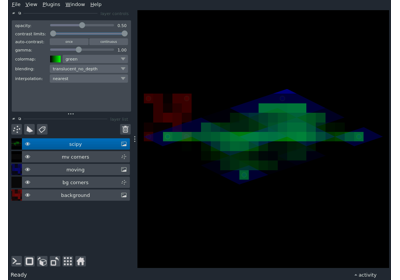 File View Plugins Window Help
layer controls
opacity: 0.50
contrast limits:
auto-contrast: once continuous
gamma: 1.00
colormap: green
blending: translucent_no_depth
interpolation: nearest
layer list
scipy
mv corners
moving
bg corners
background
Ready
activity